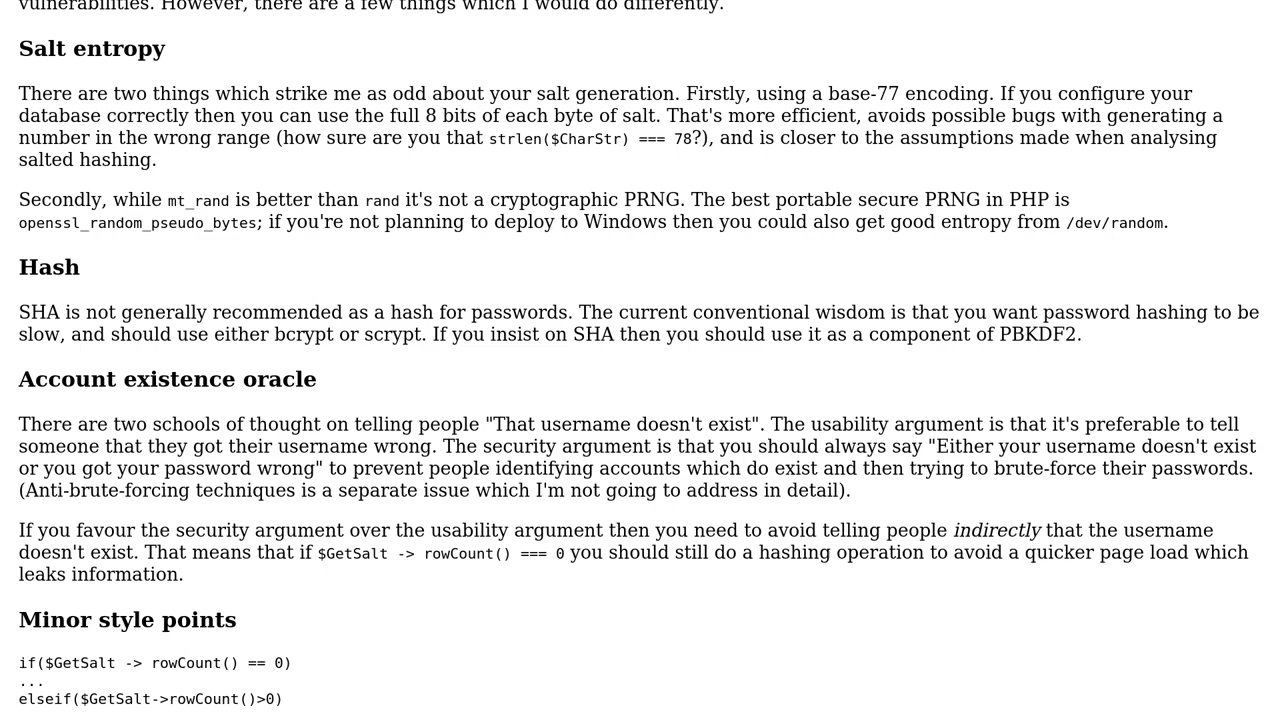 vulnerabilities. However, there are a few things which I would do differently.
Salt entropy
There are two things which strike me as odd about your salt generation. Firstly, using a base-77 encoding. If you configure your
database correctly then you can use the full 8 bits of each byte of salt. That's more efficient, avoids possible bugs with generating a
number in the wrong range (how sure are you that strlen($CharStr) === 78?), and is closer to the assumptions made when analysing
salted hashing.
Secondly, while mt_rand is better than rand it's not a cryptographic PRNG. The best portable secure PRNG in PHP is
openssl_random_pseudo_bytes; if you're not planning to deploy to Windows then you could also get good entropy from /dev/random.
Hash
SHA is not generally recommended as a hash for passwords. The current conventional wisdom is that you want password hashing to be
slow, and should use either bcrypt or scrypt. If you insist on SHA then you should use it as a component of PBKDF2.
Account existence oracle
There are two schools of thought on telling people "That username doesn't exist". The usability argument is that it's preferable to tell
someone that they got their username wrong. The security argument is that you should always say "Either your username doesn't exist
or you got your password wrong" to prevent people identifying accounts which do exist and then trying to brute-force their passwords.
(Anti-brute-forcing techniques is a separate issue which I'm not going to address in detail).
If you favour the security argument over the usability argument then you need to avoid telling people indirectly that the username
doesn't exist. That means that if $GetSalt -> rowCount() === 0 you should still do a hashing operation to avoid a quicker page load which
leaks information.
Minor style points
if($GetSalt -> rowCount() == 0)
...
elseif($GetSalt->rowCount()>0)